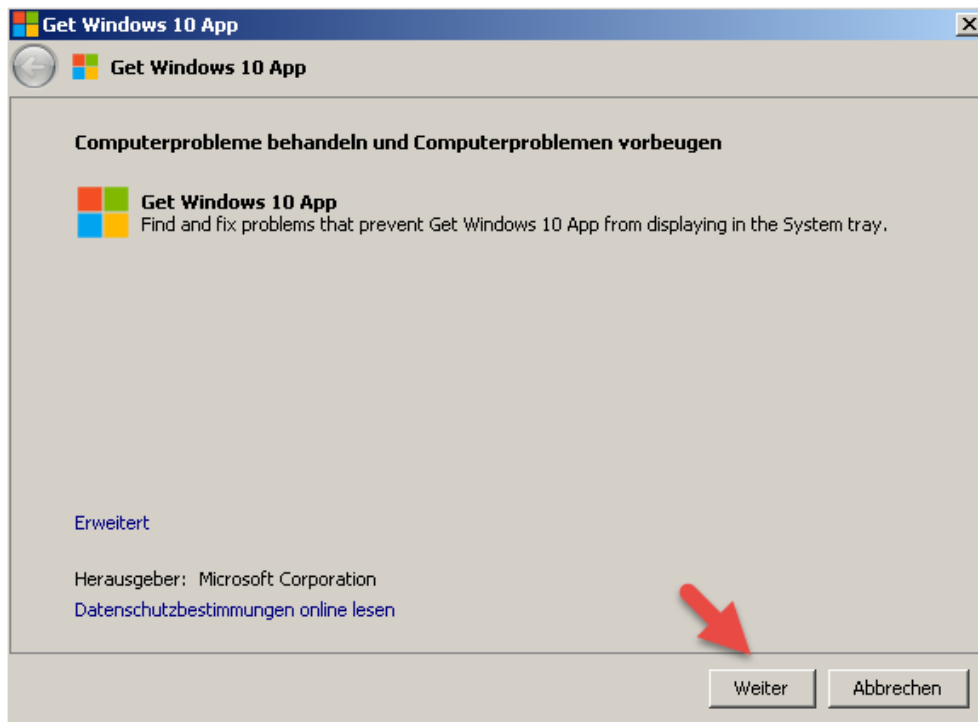 Get Windows 10 App
Get Windows 10 App
Computerprobleme behandeln und Computerproblemen vorbeugen
Get Windows 10 App
Find and fix problems that prevent Get Windows 10 App from displaying in the System tray.
Erweitert
Herausgeber: Microsoft Corporation
Datenschutzbestimmungen online lesen
Weiter Abbrechen